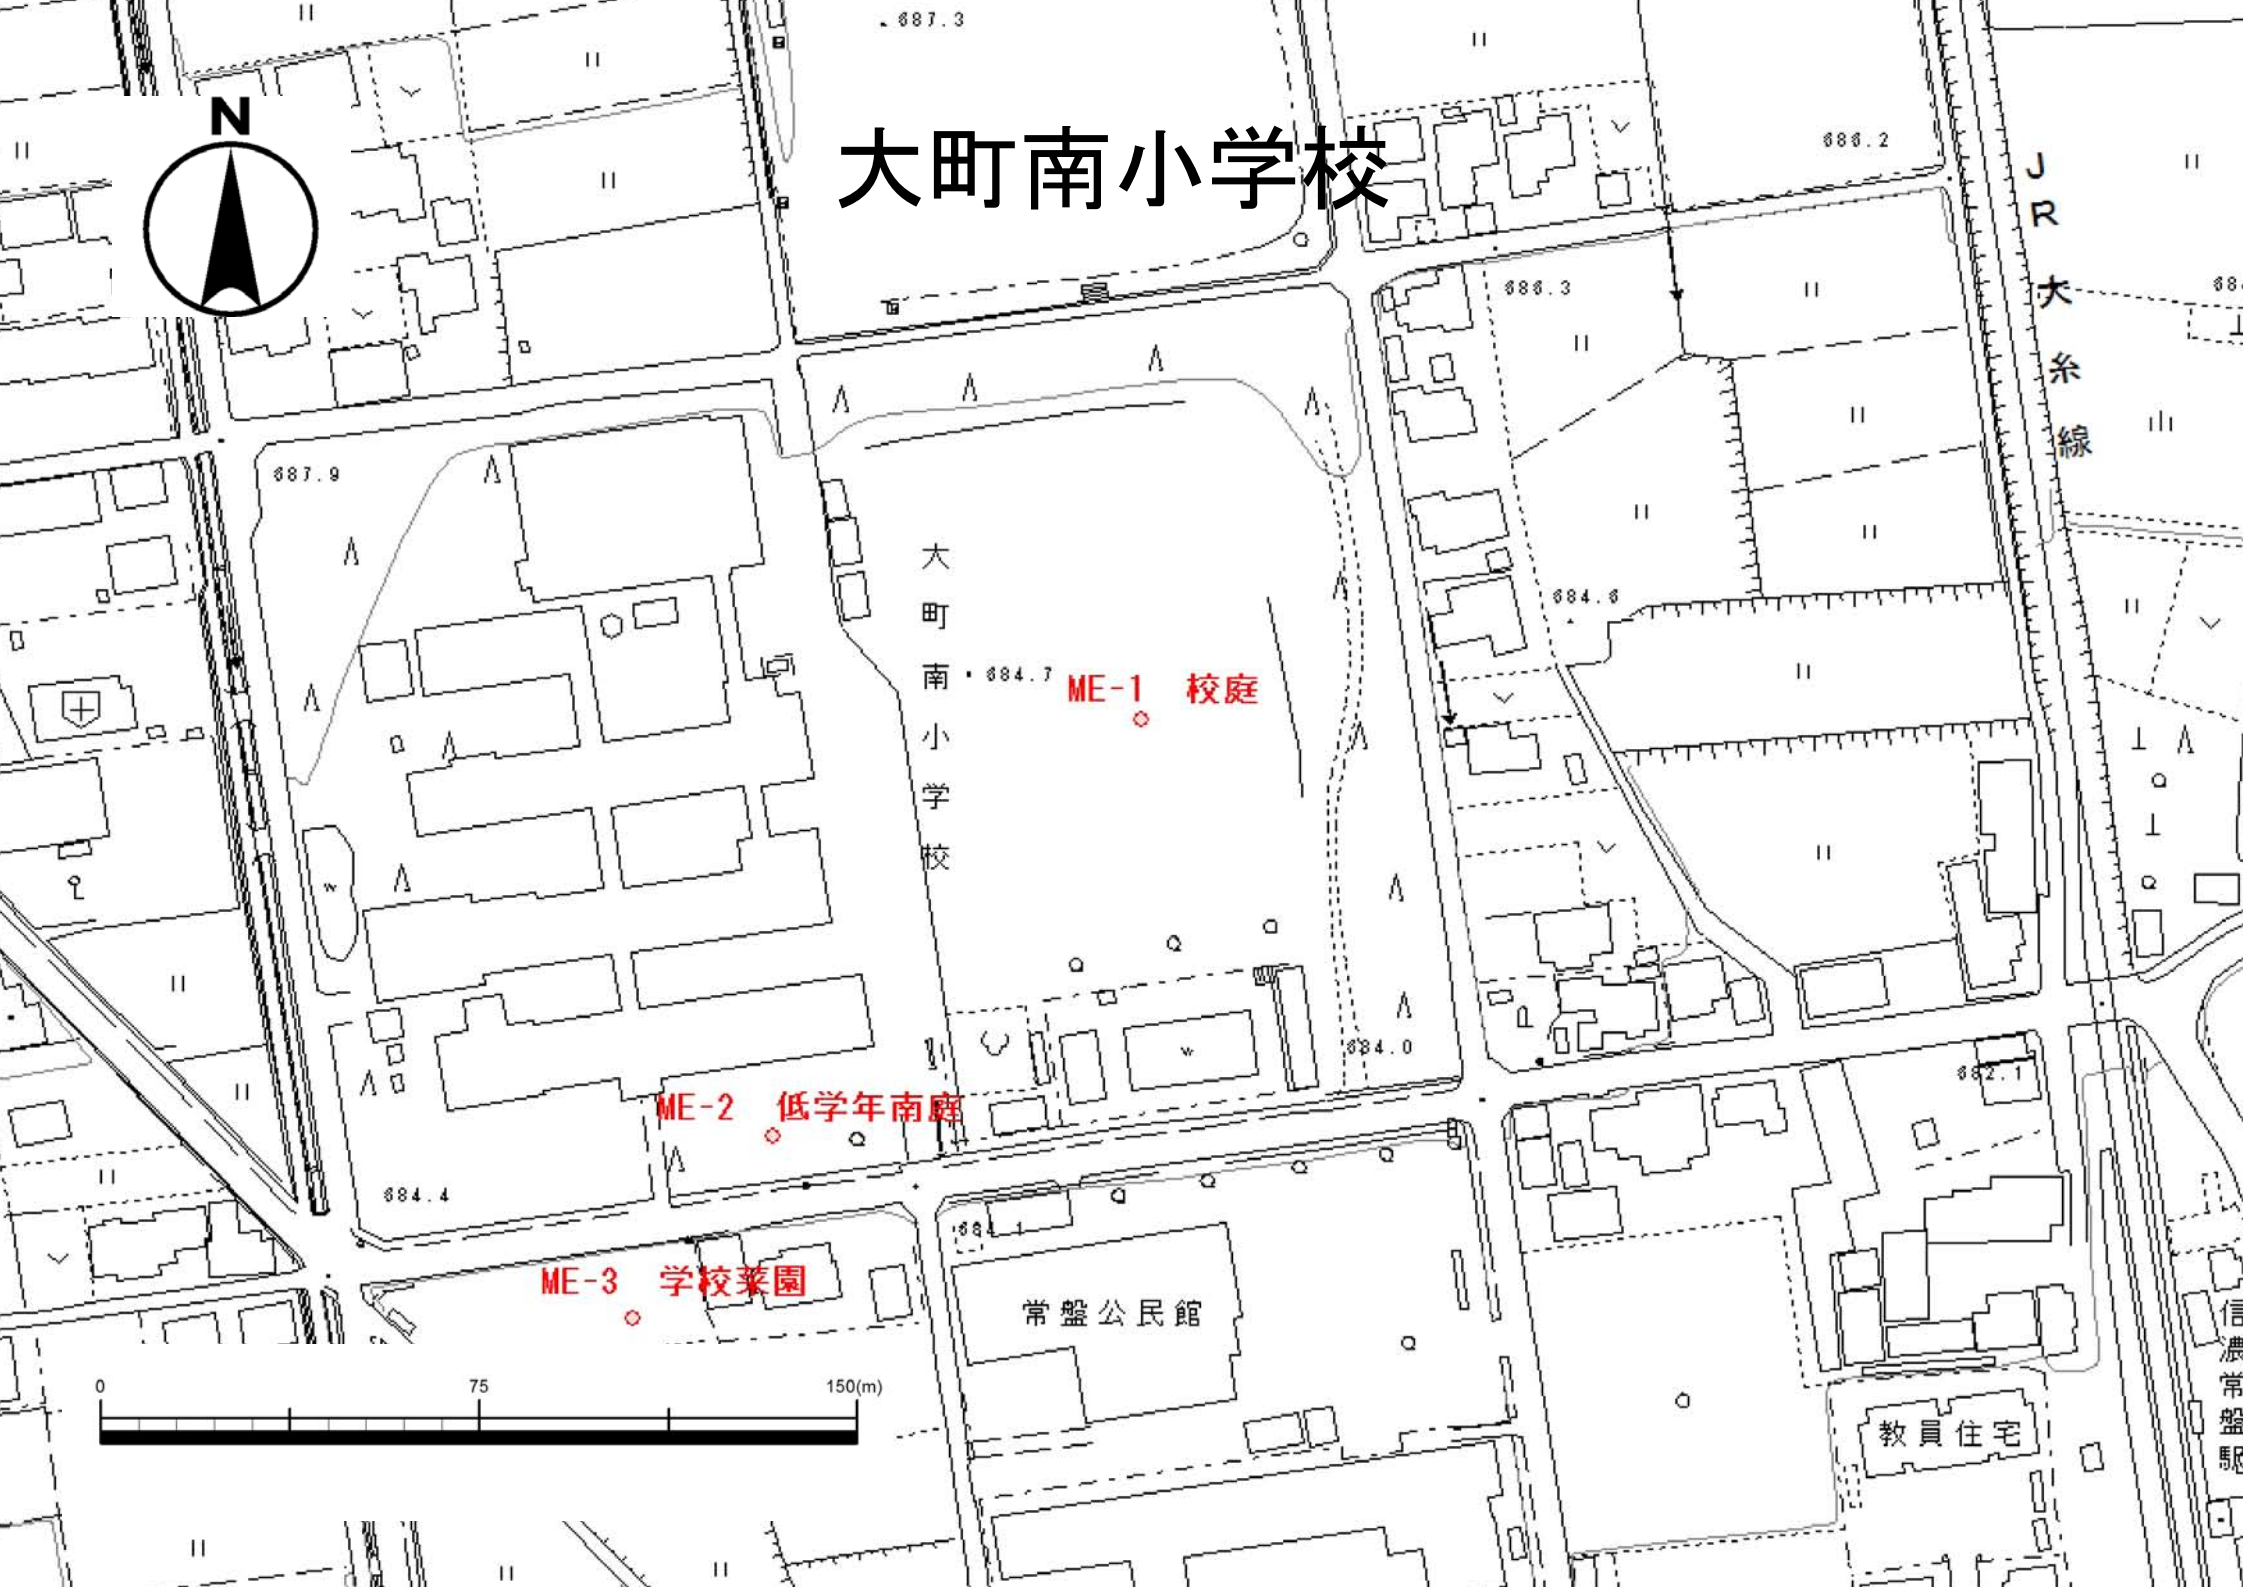 687.3
N
大町南小学校
686.2
JR大糸線
686.3
687.9
684.6
大町南小学校
684.7
ME-1 校庭
W
W
684.0
682.1
ME-2 低学年南庭
684.4
684.1
ME-3 学校菜園
常盤公民館
信濃常盤駅
0 75 150(m)
教員住宅